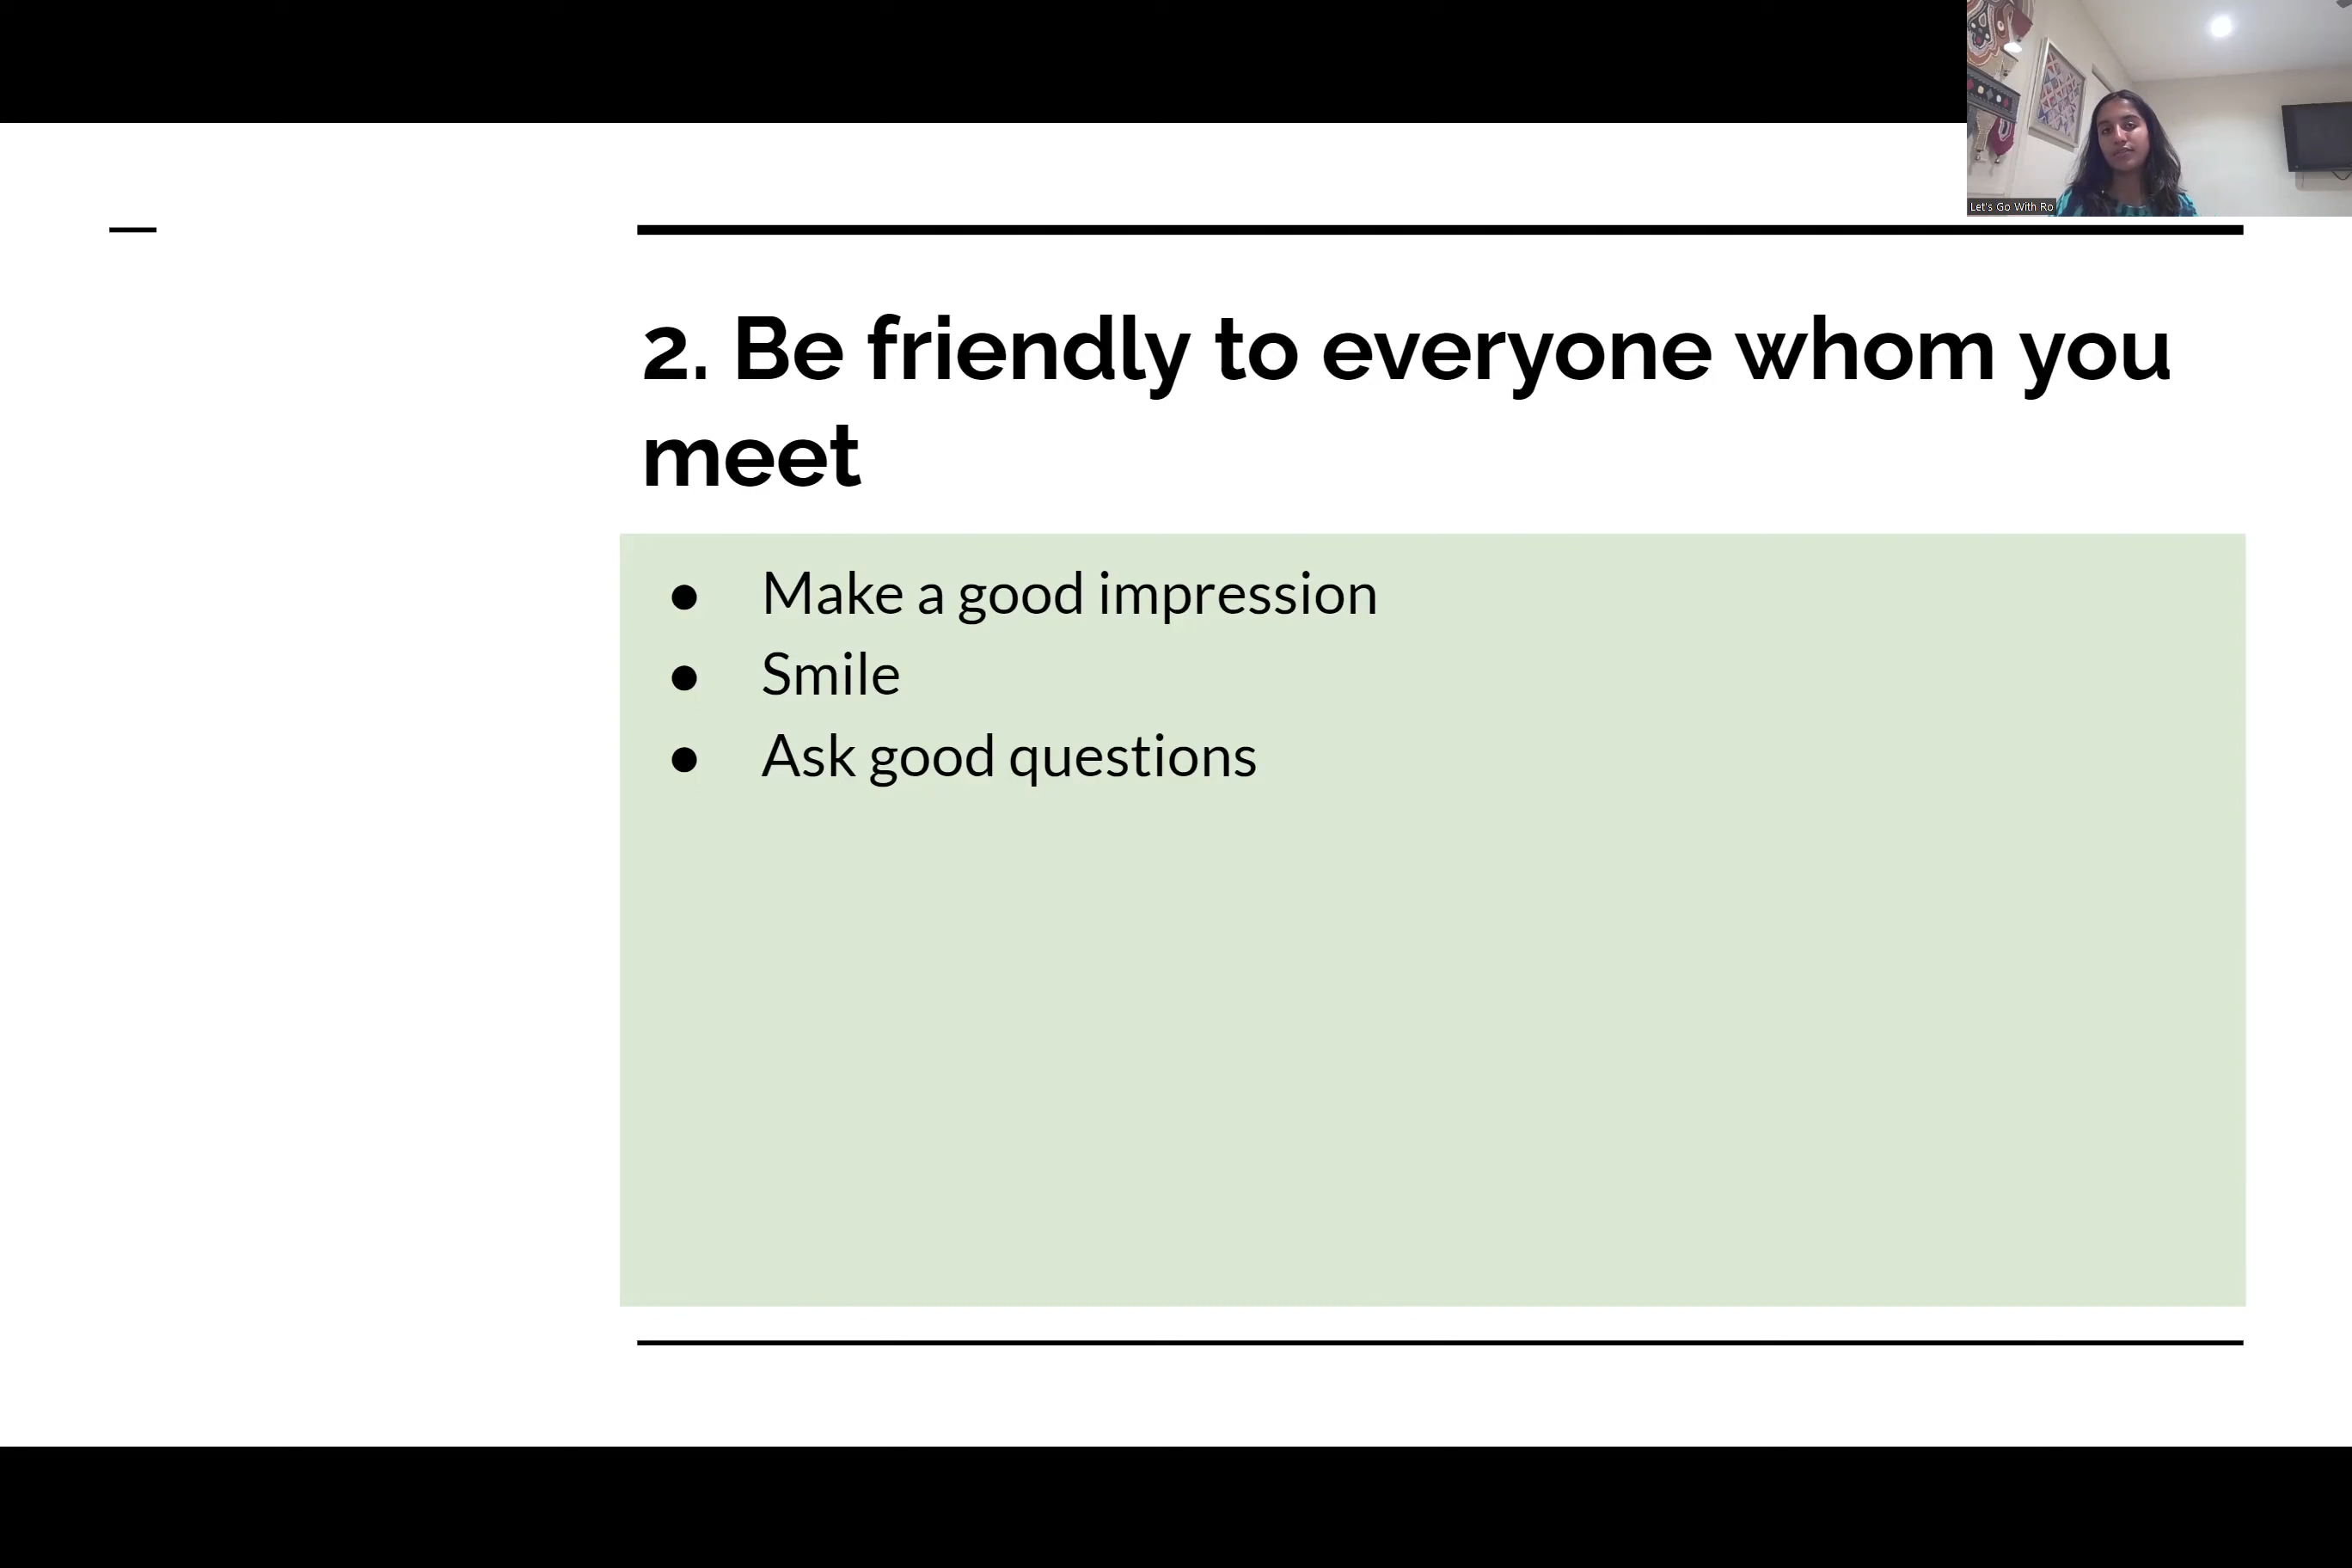 Let's Go With Ro
2. Be friendly to everyone whom you
meet
● Make a good impression
● Smile
● Ask good questions